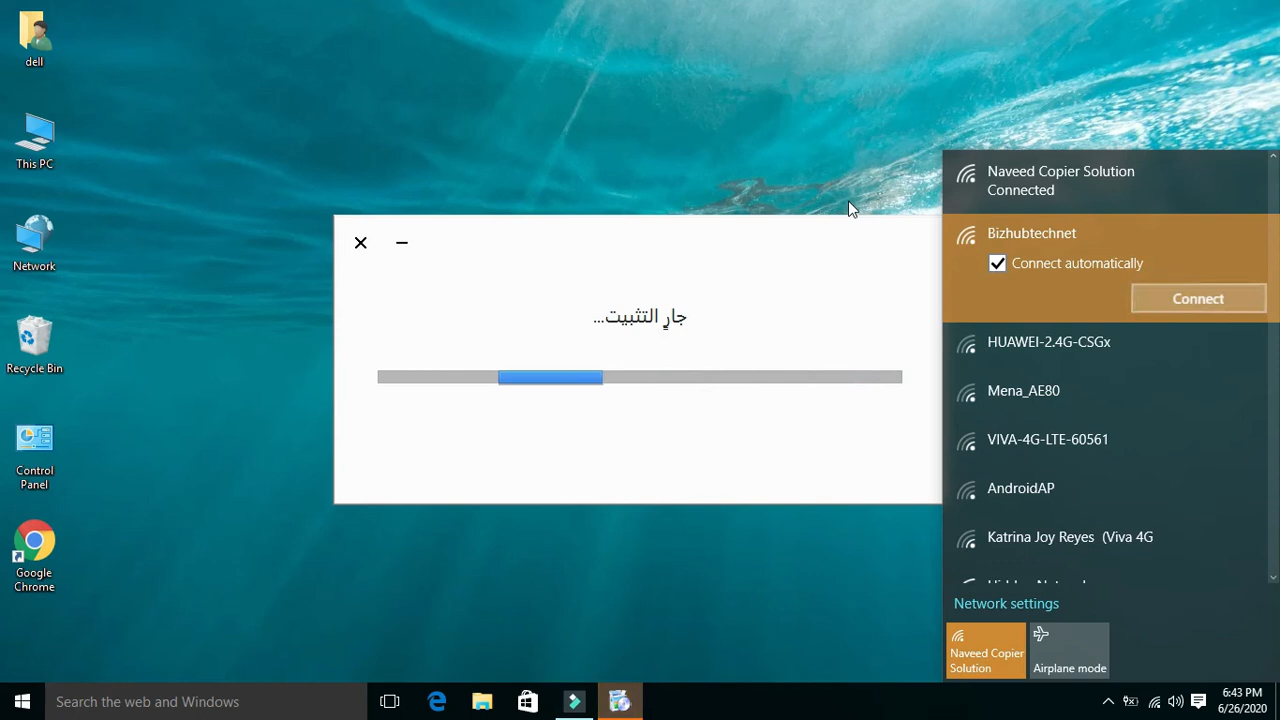 dell
This PC
Network
Recycle Bin
Control
Panel
Google
Chrome
جارٍ التثبيت...
Naveed Copier Solution
Connected
Bizhubtechnet
Connect automatically
Connect
HUAWEI-2.4G-CSGx
Mena_AE80
VIVA-4G-LTE-60561
AndroidAP
Katrina Joy Reyes (Viva 4G
Hidden Network
Network settings
Naveed Copier
Solution
Airplane mode
Search the web and Windows
6:43 PM
6/26/2020